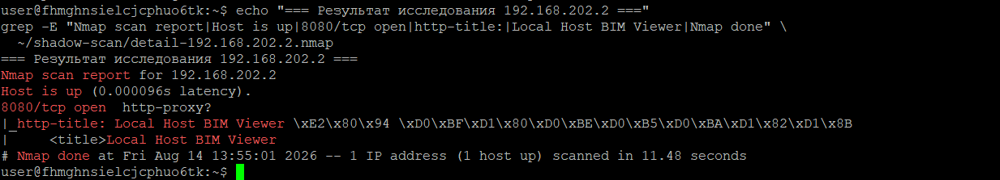 user@fhmghnsielcjcphuo6tk:~$ echo "=== Результат исследования 192.168.202.2 ==="
grep -E "Nmap scan report|Host is up|8080/tcp open|http-title:|Local Host BIM Viewer|Nmap done" \
  ~/shadow-scan/detail-192.168.202.2.nmap
=== Результат исследования 192.168.202.2 ===
Nmap scan report for 192.168.202.2
Host is up (0.000096s latency).
8080/tcp open  http-proxy?
|_http-title: Local Host BIM Viewer \xE2\x80\x94 \xD0\xBF\xD1\x80\xD0\xBE\xD0\xB5\xD0\xBA\xD1\x82\xD1\x8B
|     <title>Local Host BIM Viewer
# Nmap done at Fri Aug 14 13:55:01 2026 -- 1 IP address (1 host up) scanned in 11.48 seconds
user@fhmghnsielcjcphuo6tk:~$